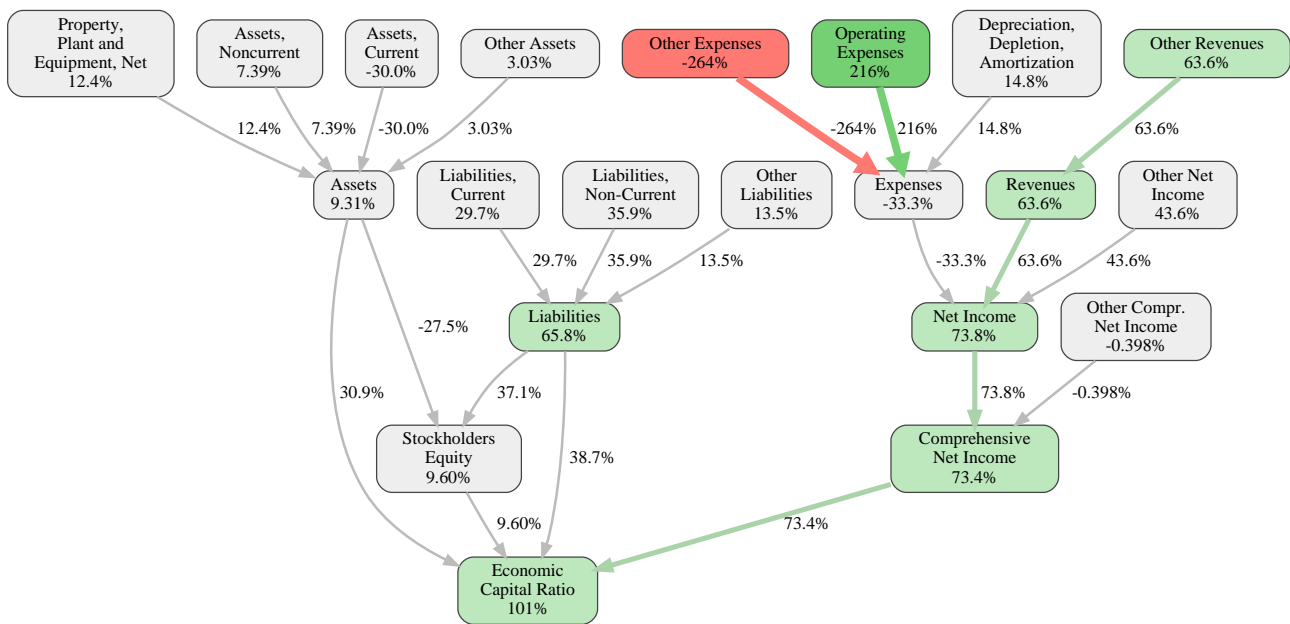 Property,
Plant and
Equipment, Net
12.4%
Assets,
Noncurrent
7.39%
Assets,
Current
-30.0%
Other Assets
3.03%
Other Expenses
-264%
Operating
Expenses
216%
Depreciation,
Depletion,
Amortization
14.8%
Other Revenues
63.6%
12.4%
7.39%
-30.0%
3.03%
-264%
216%
14.8%
63.6%
Assets
9.31%
Liabilities,
Current
29.7%
Liabilities,
Non-Current
35.9%
Other
Liabilities
13.5%
Expenses
-33.3%
Revenues
63.6%
Other Net
Income
43.6%
29.7%
35.9%
13.5%
-33.3%
63.6%
43.6%
Liabilities
65.8%
Net Income
73.8%
Other Compr.
Net Income
-0.398%
-27.5%
30.9%
37.1%
73.8%
-0.398%
Stockholders
Equity
9.60%
38.7%
Comprehensive
Net Income
73.4%
9.60%
73.4%
Economic
Capital Ratio
101%